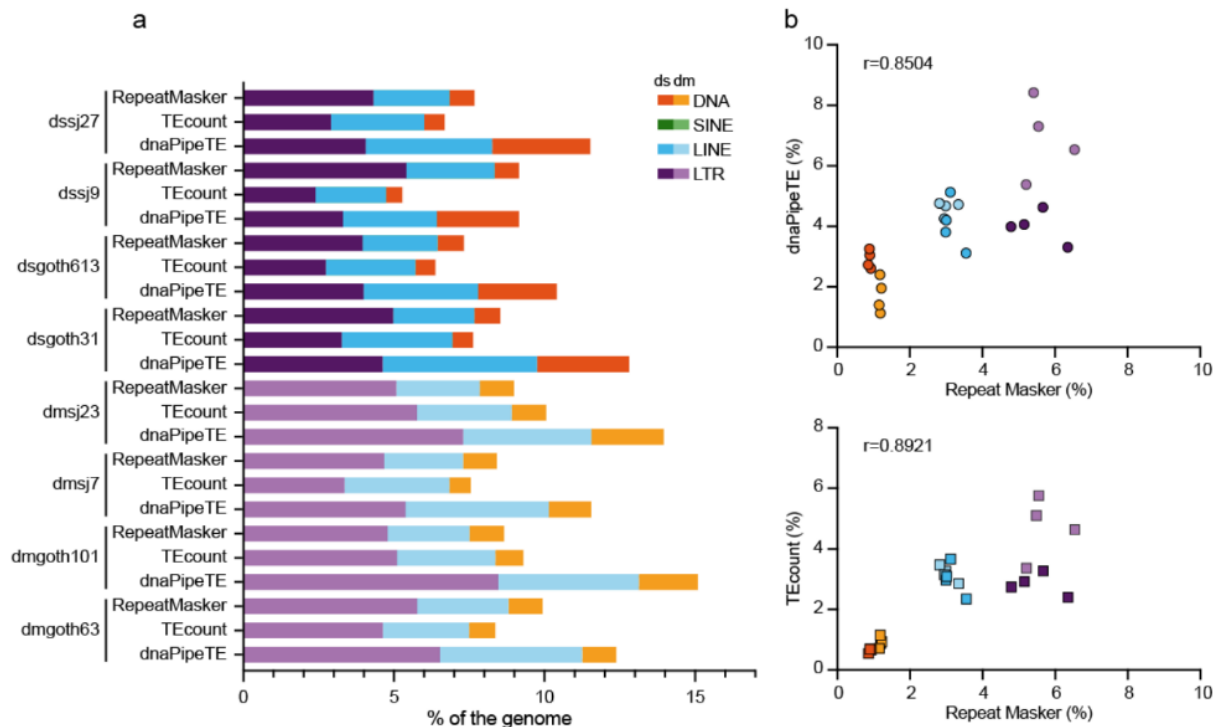 a
dssj27
RepeatMasker
TEcount
dnaPipeTE
dssj9
RepeatMasker
TEcount
dnaPipeTE
dsgoth613
RepeatMasker
TEcount
dnaPipeTE
dsgoth31
RepeatMasker
TEcount
dnaPipeTE
dmsj23
RepeatMasker
TEcount
dnaPipeTE
dmsj7
RepeatMasker
TEcount
dnaPipeTE
dmgoth101
RepeatMasker
TEcount
dnaPipeTE
dmgoth63
RepeatMasker
TEcount
dnaPipeTE
0 5 10 15
% of the genome
ds dm
DNA
SINE
LINE
LTR
b
r=0.8504
dnaPipeTE (%)
10
8
6
4
2
0
0 2 4 6 8 10
Repeat Masker (%)
r=0.8921
TEcount (%)
8
6
4
2
0
0 2 4 6 8 10
Repeat Masker (%)